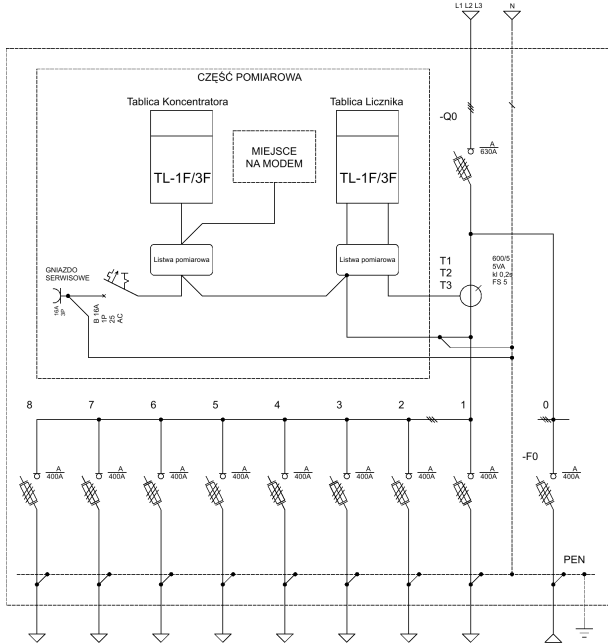 L1 L2 L3
N
CZĘŚĆ POMIAROWA
Tablica Koncentratora
Tablica Licznika
-Q0
A
630A
MIEJSCE
NA MODEM
TL-1F/3F
TL-1F/3F
Listwa pomiarowa
Listwa pomiarowa
T1
T2
T3
600/5
5VA
kl 0,2s
FS 5
GNIAZDO
SERWISOWE
16A
3P
B 16A
1P
25
AC
8
7
6
5
4
3
2
1
0
-F0
A
400A
A
400A
A
400A
A
400A
A
400A
A
400A
A
400A
A
400A
A
400A
PEN